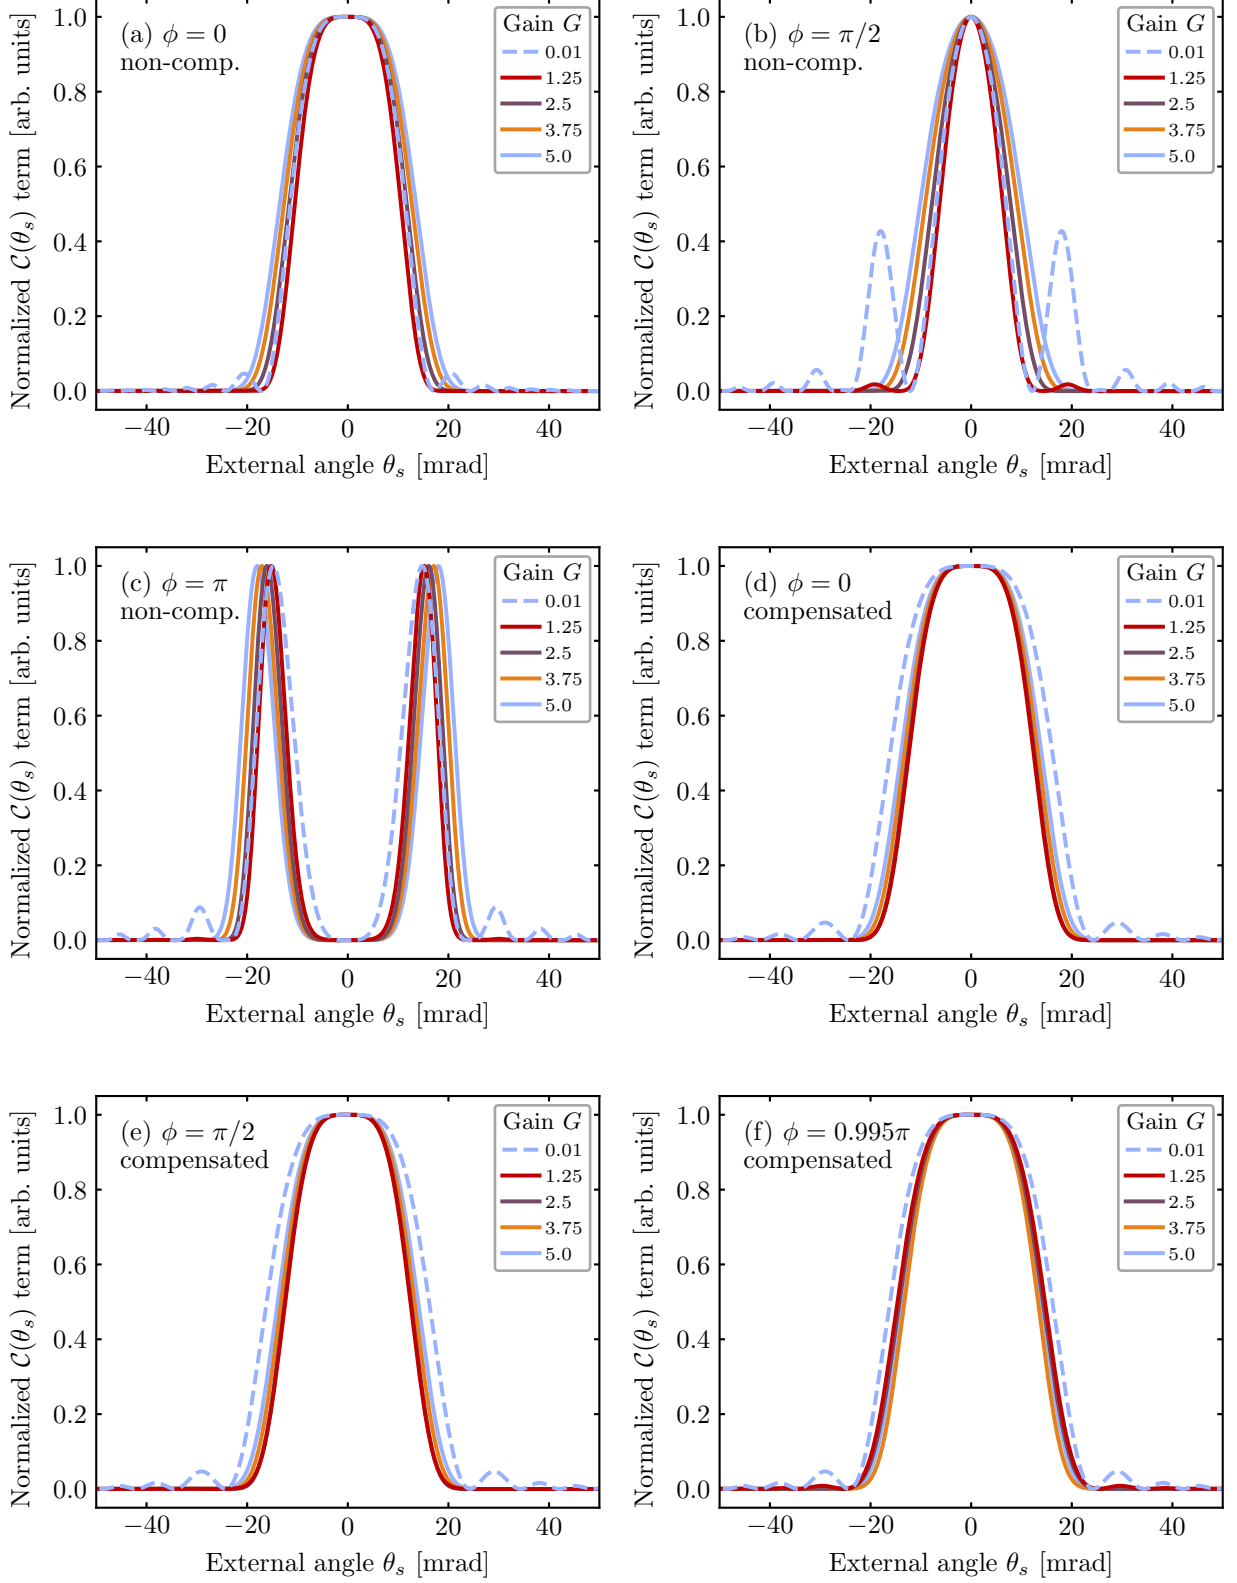 (a) ϕ = 0
non-comp.
Gain G
0.01
1.25
2.5
3.75
5.0
Normalized C(θs) term [arb. units]
1.0
0.8
0.6
0.4
0.2
0.0
−40 −20 0 20 40
External angle θs [mrad]
(b) ϕ = π/2
non-comp.
Gain G
0.01
1.25
2.5
3.75
5.0
Normalized C(θs) term [arb. units]
1.0
0.8
0.6
0.4
0.2
0.0
−40 −20 0 20 40
External angle θs [mrad]
(c) ϕ = π
non-comp.
Gain G
0.01
1.25
2.5
3.75
5.0
Normalized C(θs) term [arb. units]
1.0
0.8
0.6
0.4
0.2
0.0
−40 −20 0 20 40
External angle θs [mrad]
(d) ϕ = 0
compensated
Gain G
0.01
1.25
2.5
3.75
5.0
Normalized C(θs) term [arb. units]
1.0
0.8
0.6
0.4
0.2
0.0
−40 −20 0 20 40
External angle θs [mrad]
(e) ϕ = π/2
compensated
Gain G
0.01
1.25
2.5
3.75
5.0
Normalized C(θs) term [arb. units]
1.0
0.8
0.6
0.4
0.2
0.0
−40 −20 0 20 40
External angle θs [mrad]
(f) ϕ = 0.995π
compensated
Gain G
0.01
1.25
2.5
3.75
5.0
Normalized C(θs) term [arb. units]
1.0
0.8
0.6
0.4
0.2
0.0
−40 −20 0 20 40
External angle θs [mrad]